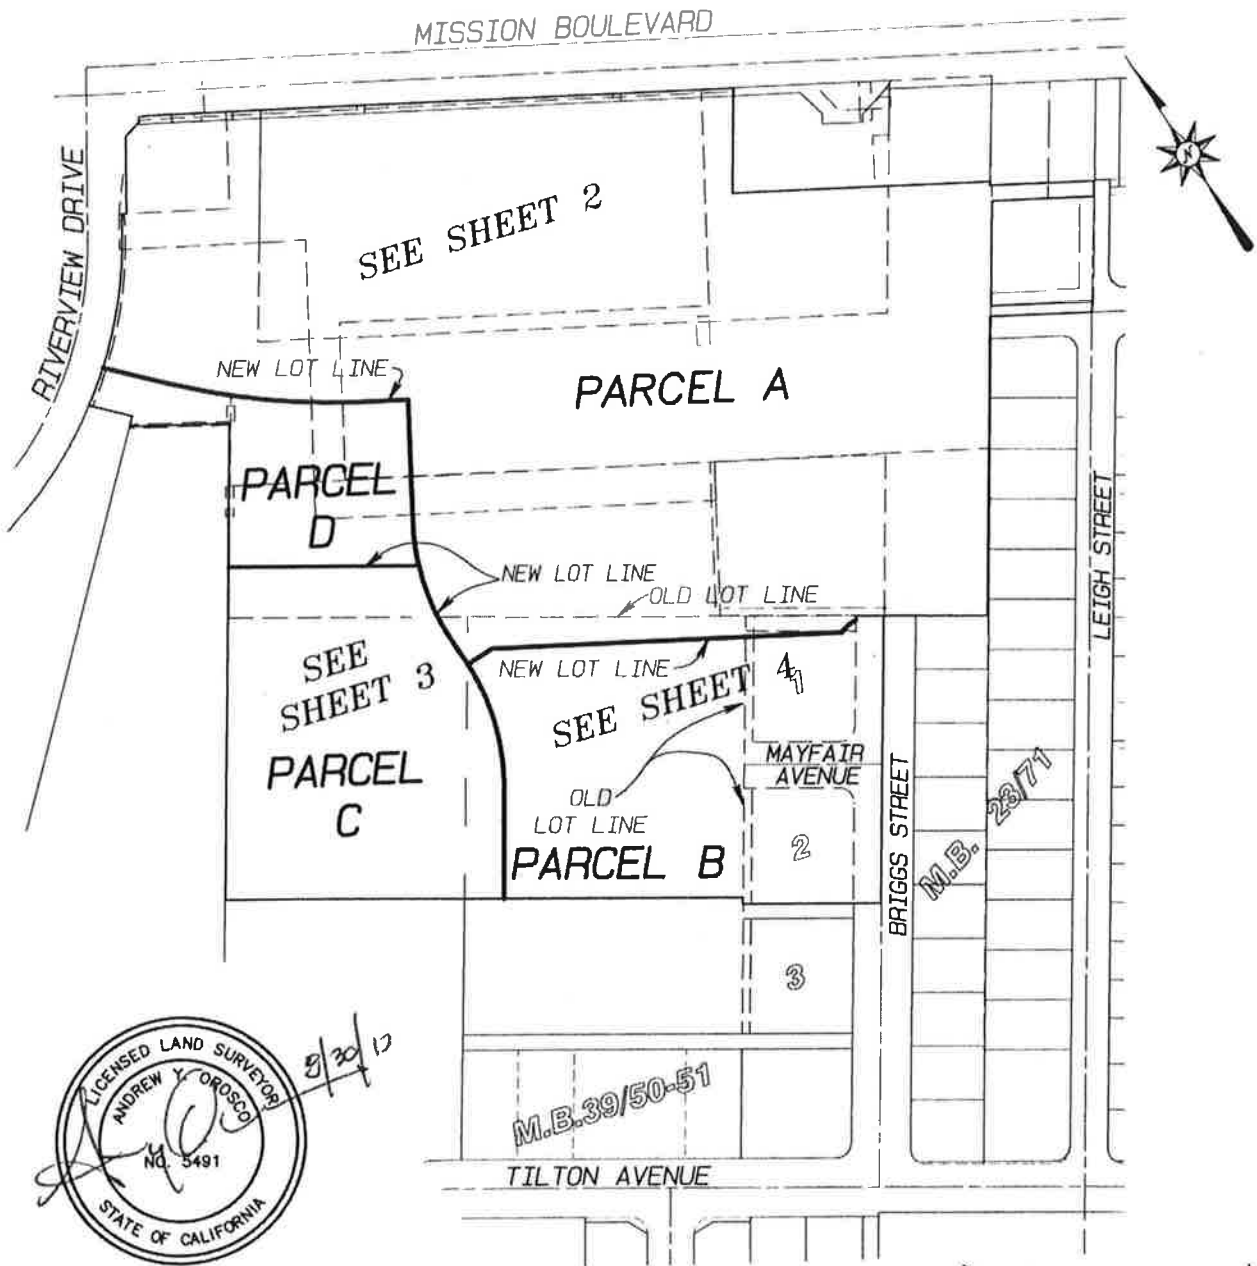 MISSION BOULEVARD
RIVERVIEW DRIVE
N
SEE SHEET 2
NEW LOT LINE
PARCEL A
PARCEL
D
LEIGH STREET
NEW LOT LINE
OLD LOT LINE
SEE
SHEET 3
NEW LOT LINE
SEE SHEET 4
1
PARCEL
C
MAYFAIR
AVENUE
OLD
LOT LINE
BRIGGS STREET
M.B. 23/71
PARCEL B
2
3
LICENSED LAND SURVEYOR
ANDREW Y. OROSCO
NO. 5491
STATE OF CALIFORNIA
M.B.39/50-51
TILTON AVENUE